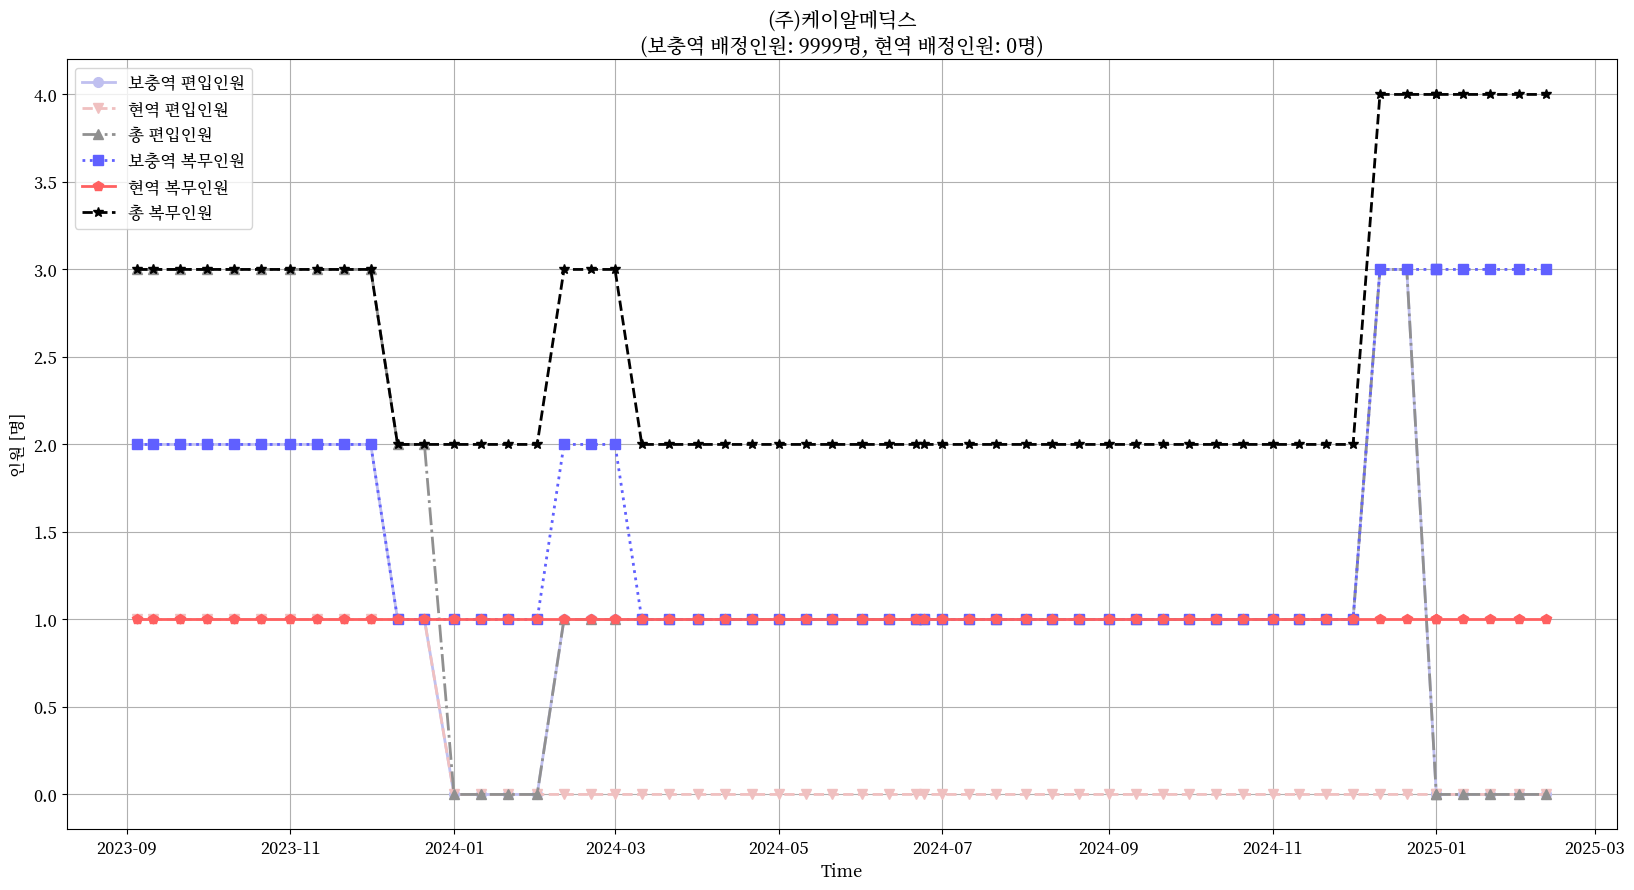 (주)케이알메딕스
(보충역 배정인원: 9999명, 현역 배정인원: 0명)
보충역 편입인원
현역 편입인원
총 편입인원
보충역 복무인원
현역 복무인원
총 복무인원
4.0
3.5
3.0
2.5
2.0
1.5
1.0
0.5
0.0
인원 [명]
2023-09
2023-11
2024-01
2024-03
2024-05
2024-07
2024-09
2024-11
2025-01
2025-03
Time